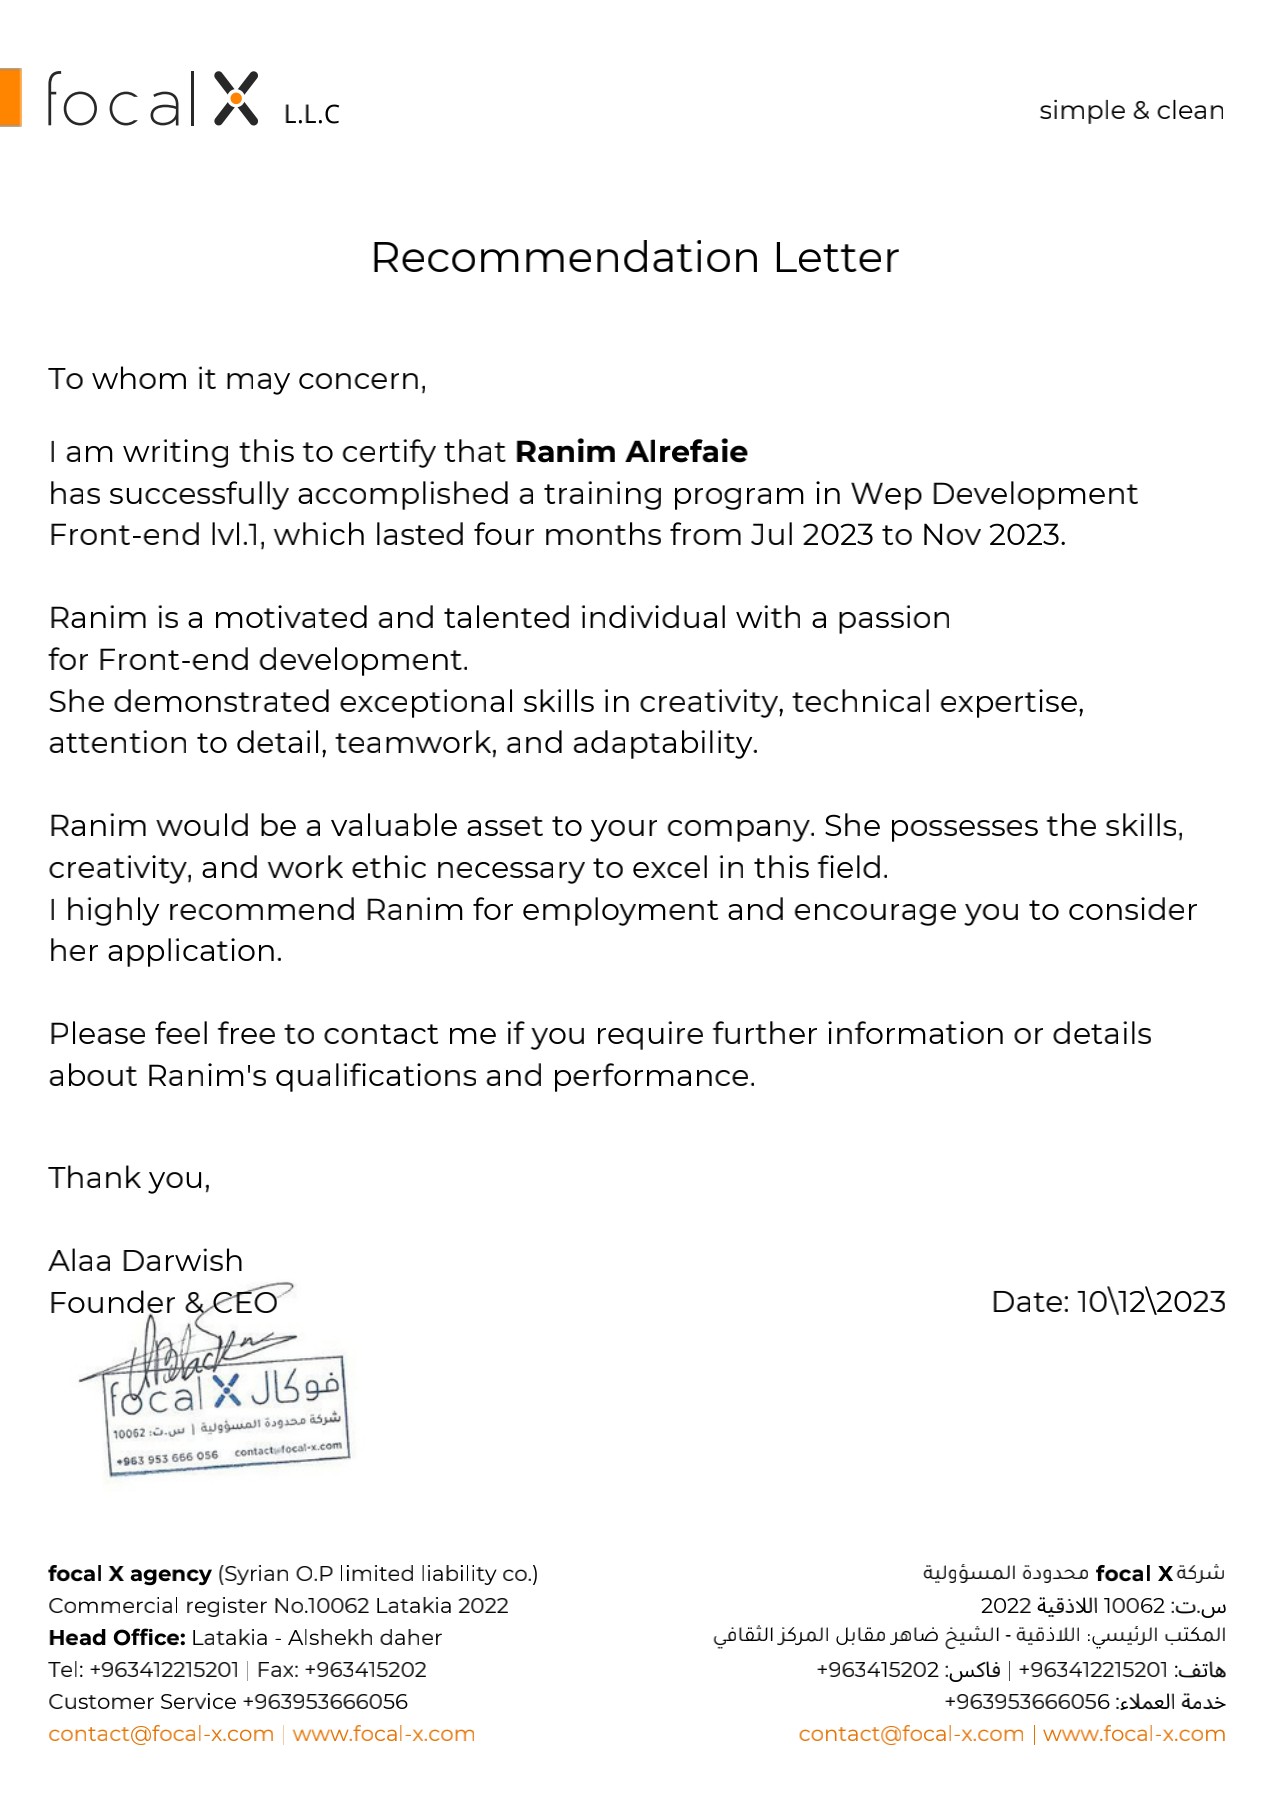 focal X L.L.C
simple & clean
Recommendation Letter
To whom it may concern,
I am writing this to certify that Ranim Alrefaie
has successfully accomplished a training program in Wep Development
Front-end lvl.1, which lasted four months from Jul 2023 to Nov 2023.
Ranim is a motivated and talented individual with a passion
for Front-end development.
She demonstrated exceptional skills in creativity, technical expertise,
attention to detail, teamwork, and adaptability.
Ranim would be a valuable asset to your company. She possesses the skills,
creativity, and work ethic necessary to excel in this field.
I highly recommend Ranim for employment and encourage you to consider
her application.
Please feel free to contact me if you require further information or details
about Ranim's qualifications and performance.
Thank you,
Alaa Darwish
Founder & CEO
Date: 10\12\2023
focal X فوكال
شركة محدودة المسؤولية | س.ت: 10062
+963 953 666 056 contact@focal-x.com
focal X agency (Syrian O.P limited liability co.)
Commercial register No.10062 Latakia 2022
Head Office: Latakia - Alshekh daher
Tel: +963412215201 | Fax: +963415202
Customer Service +963953666056
contact@focal-x.com | www.focal-x.com
شركة focal X محدودة المسؤولية
س.ت: 10062 اللاذقية 2022
المكتب الرئيسي: اللاذقية - الشيخ ضاهر مقابل المركز الثقافي
هاتف: 963412215201+ | فاكس: 963415202+
خدمة العملاء: 963953666056+
contact@focal-x.com | www.focal-x.com